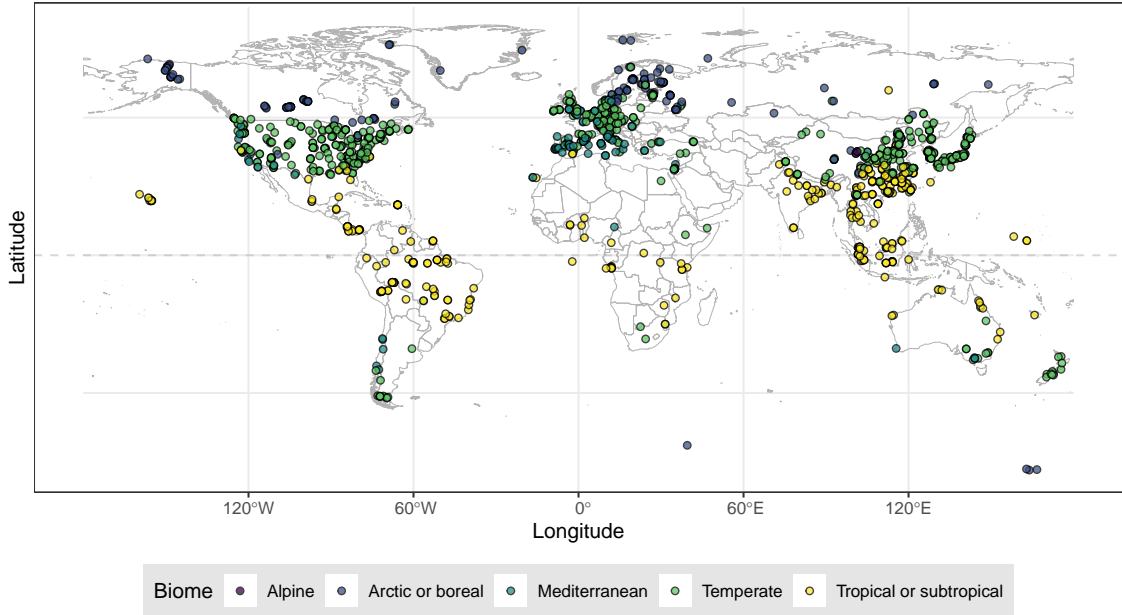 Latitude
120°W 60°W 0° 60°E 120°E
Longitude
Biome Alpine Arctic or boreal Mediterranean Temperate Tropical or subtropical